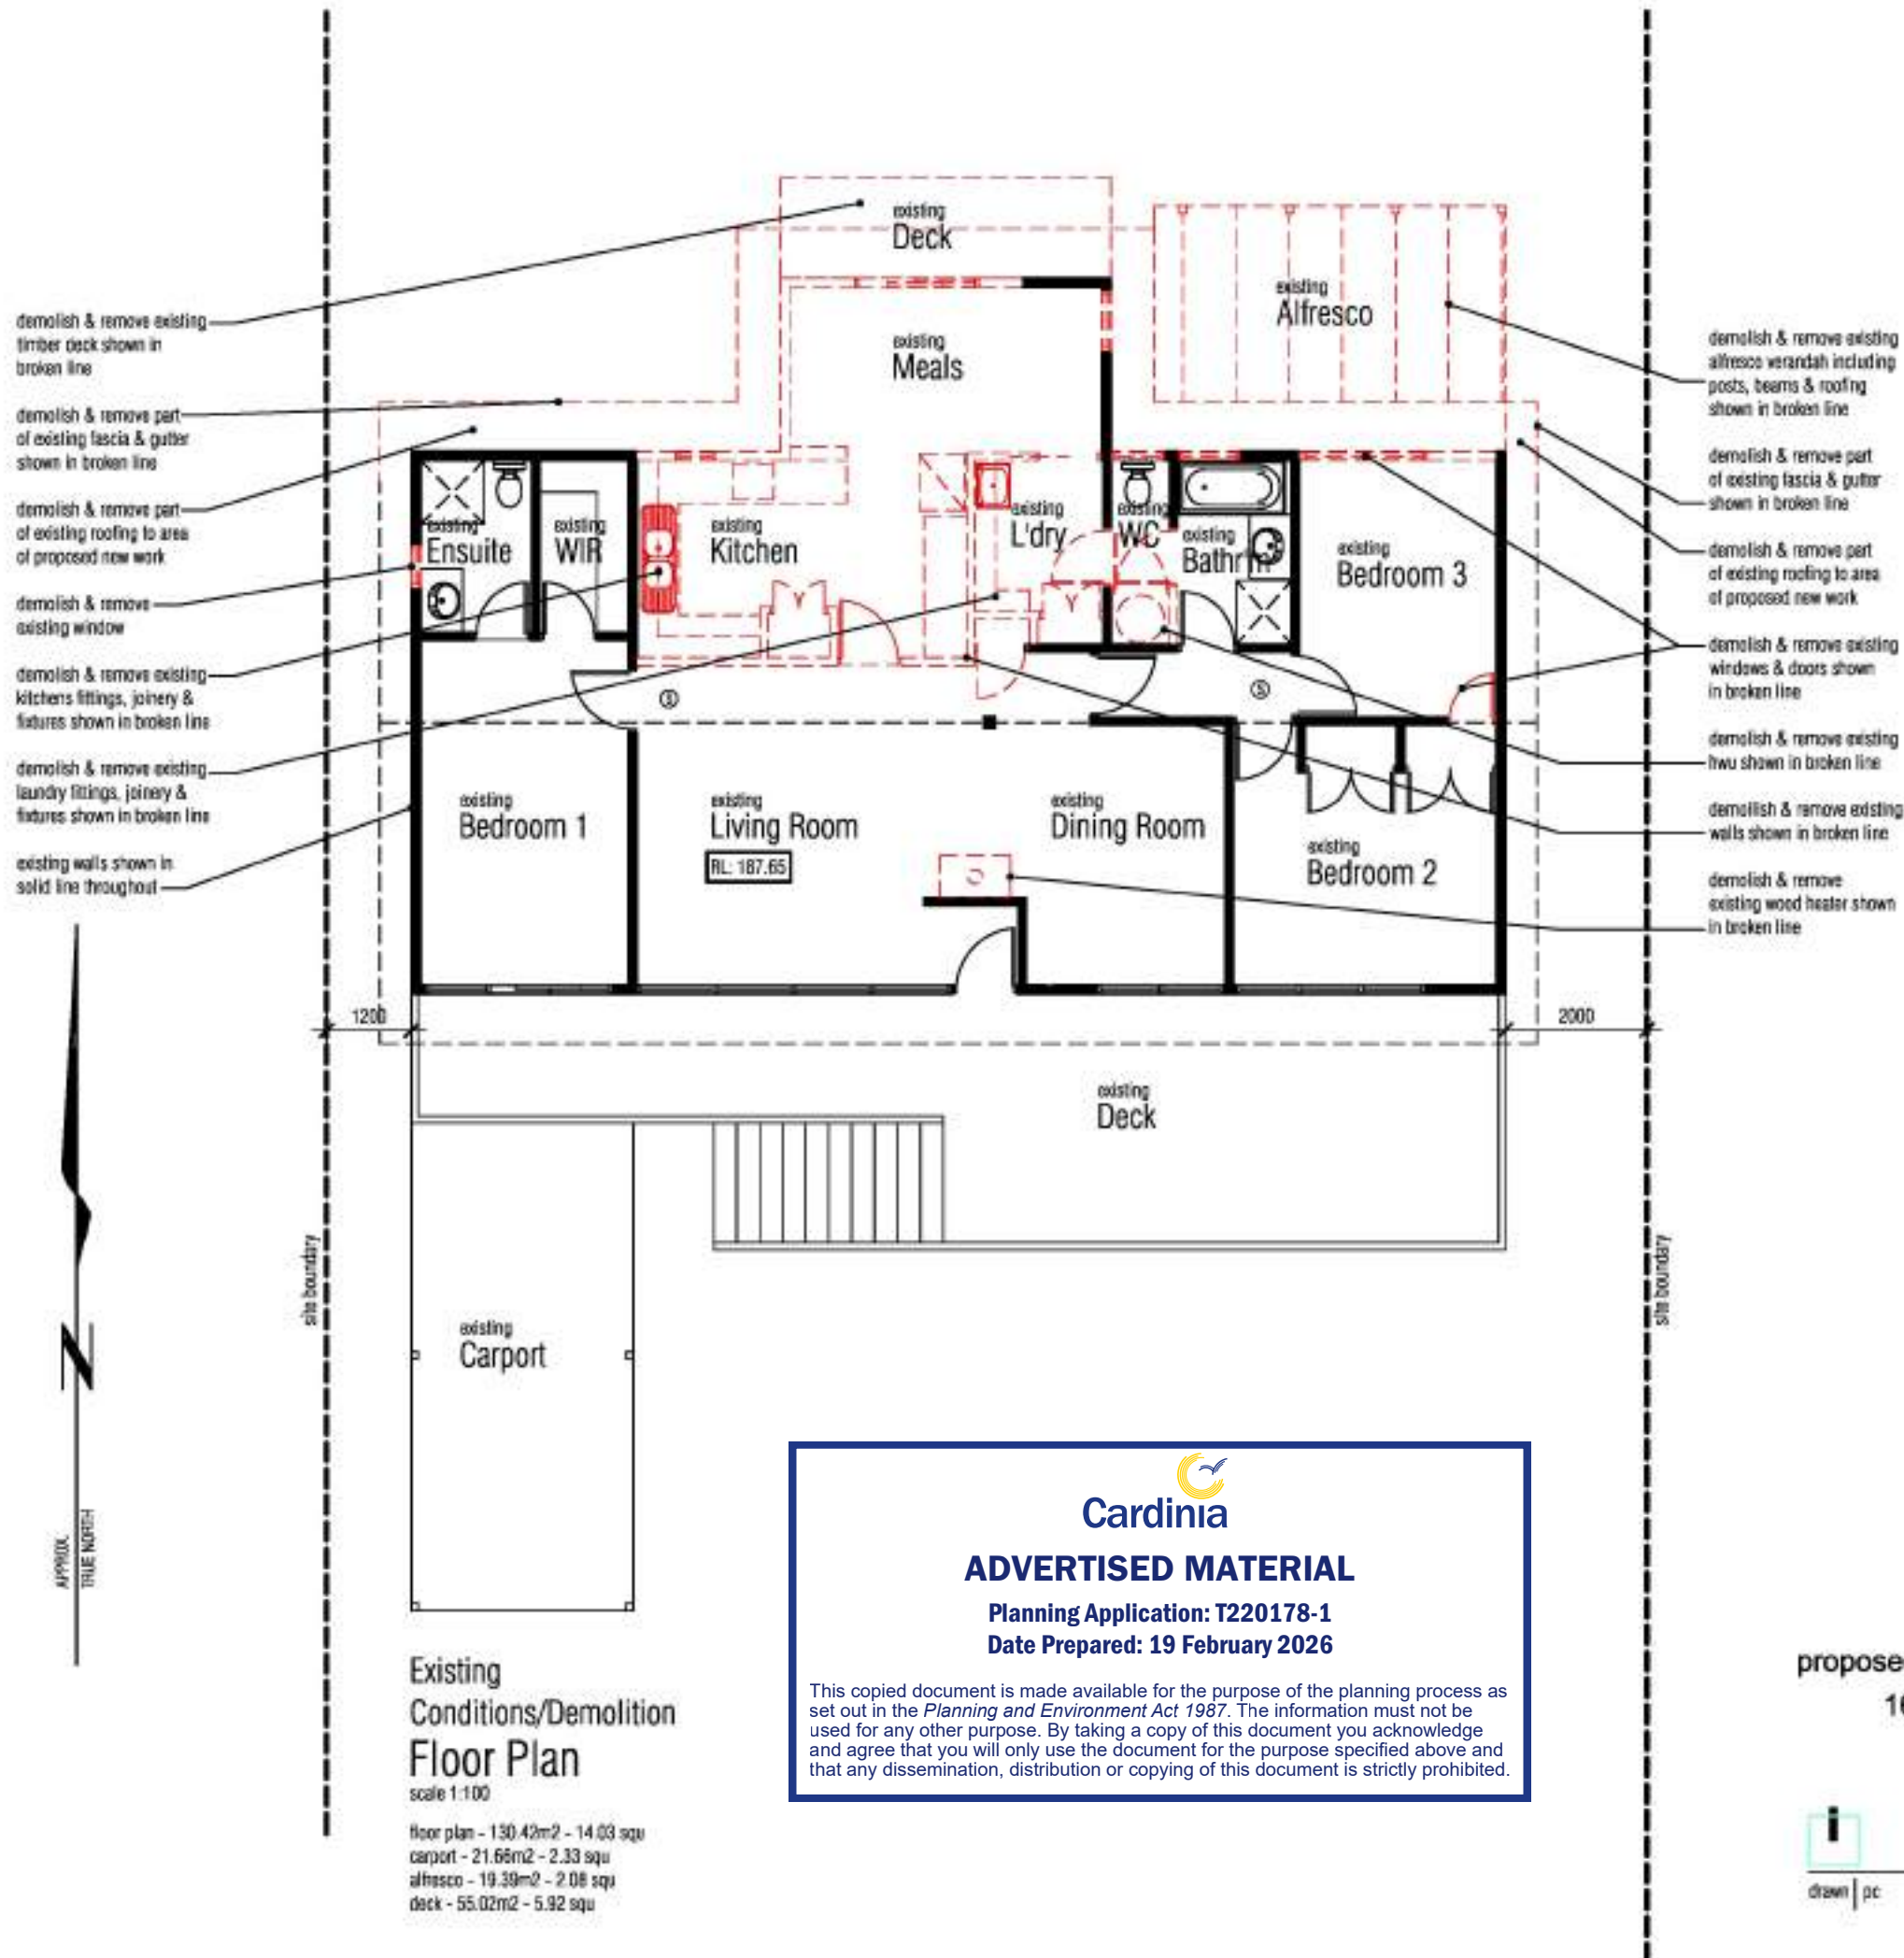 existing
Deck
existing
Alfresco
existing
Meals
demolish & remove existing
timber deck shown in
broken line
demolish & remove part
of existing fascia & gutter
shown in broken line
demolish & remove part
of existing roofing to area
of proposed new work
demolish & remove
existing window
demolish & remove existing
kitchens fittings, joinery &
fixtures shown in broken line
demolish & remove existing
laundry fittings, joinery &
fixtures shown in broken line
existing walls shown in
solid line throughout
existing
Ensuite
existing
WIR
existing
Kitchen
existing
L'dry
existing
WC
existing
Bathr'm
existing
Bedroom 3
demolish & remove existing
alfresco verandah including
posts, beams & roofing
shown in broken line
demolish & remove part
of existing fascia & gutter
shown in broken line
demolish & remove part
of existing roofing to area
of proposed new work
demolish & remove existing
windows & doors shown
in broken line
demolish & remove existing
hwu shown in broken line
demollish & remove existing
walls shown in broken line
demolish & remove
existing wood heater shown
in broken line
S
S
existing
Bedroom 1
existing
Living Room
RL: 187.65
existing
Dining Room
existing
Bedroom 2
1200
2000
existing
Deck
site boundary
site boundary
existing
Carport
N
APPROX.
TRUE NORTH
Cardinia
ADVERTISED MATERIAL
Planning Application: T220178-1
Date Prepared: 19 February 2026
This copied document is made available for the purpose of the planning process as
set out in the Planning and Environment Act 1987. The information must not be
used for any other purpose. By taking a copy of this document you acknowledge
and agree that you will only use the document for the purpose specified above and
that any dissemination, distribution or copying of this document is strictly prohibited.
Existing
Conditions/Demolition
Floor Plan
scale 1:100
floor plan - 130.42m2 - 14.03 squ
carport - 21.66m2 - 2.33 squ
alfresco - 19.39m2 - 2.08 squ
deck - 55.02m2 - 5.92 squ
propose
drawn pc